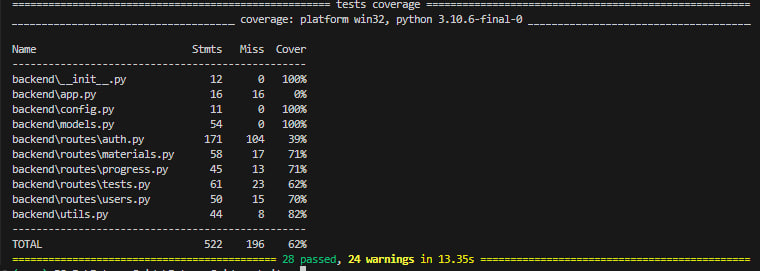 tests coverage
coverage: platform win32, python 3.10.6-final-0
Name Stmts Miss Cover
backend\__init__.py 12 0 100%
backend\app.py 16 16 0%
backend\config.py 11 0 100%
backend\models.py 54 0 100%
backend\routes\auth.py 171 104 39%
backend\routes\materials.py 58 17 71%
backend\routes\progress.py 45 13 71%
backend\routes\tests.py 61 23 62%
backend\routes\users.py 50 15 70%
backend\utils.py 44 8 82%
TOTAL 522 196 62%
28 passed, 24 warnings in 13.35s